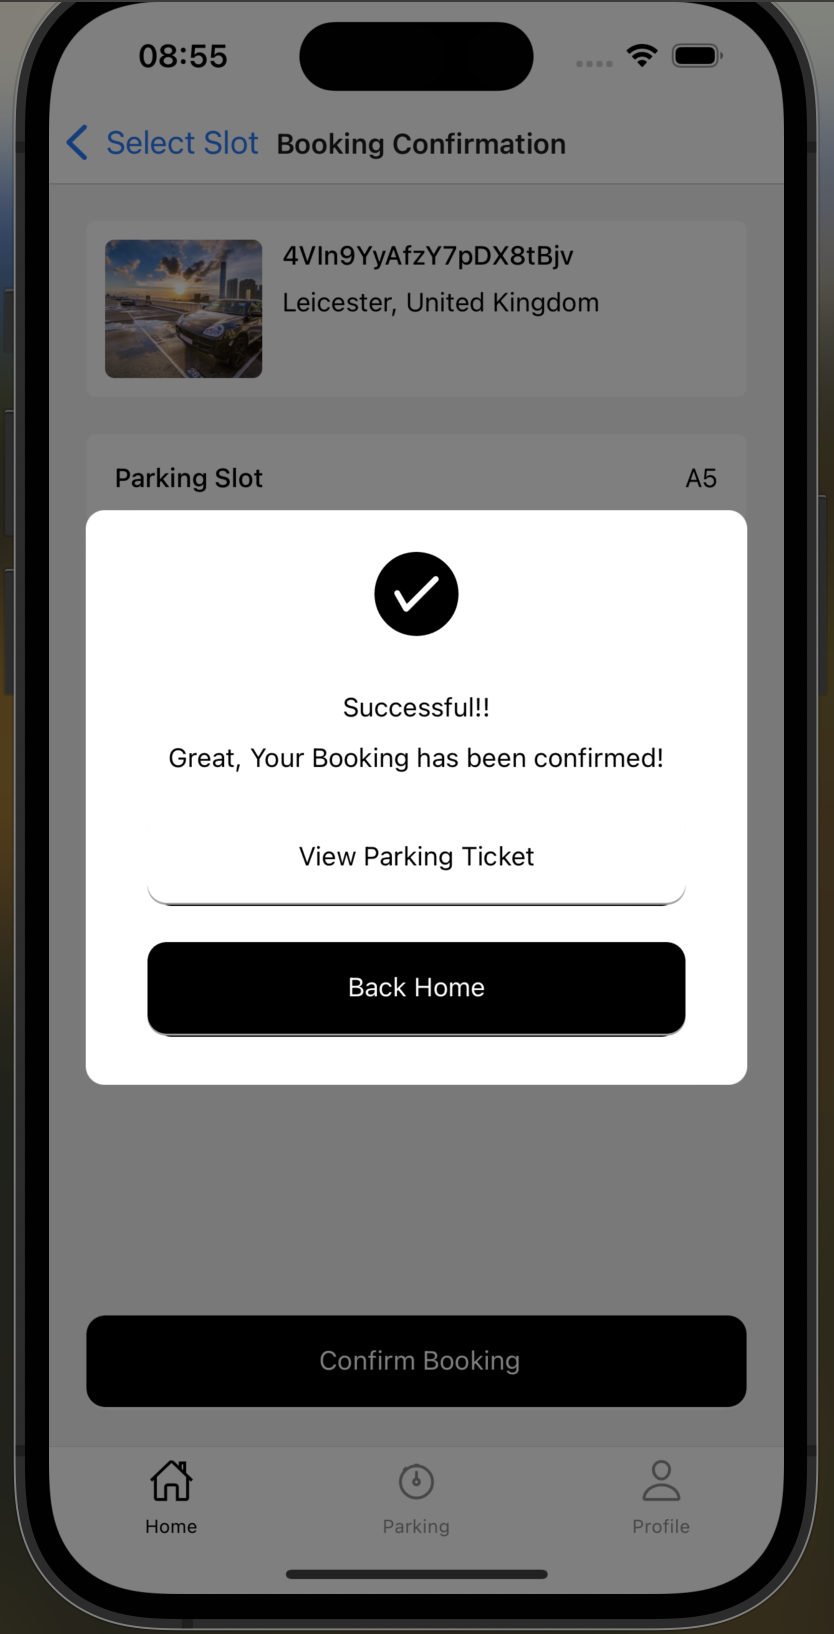 08:55
Select Slot Booking Confirmation
4VIn9YyAfzY7pDX8tBjv
Leicester, United Kingdom
Parking Slot A5
Successful!!
Great, Your Booking has been confirmed!
View Parking Ticket
Back Home
Confirm Booking
Home Parking Profile